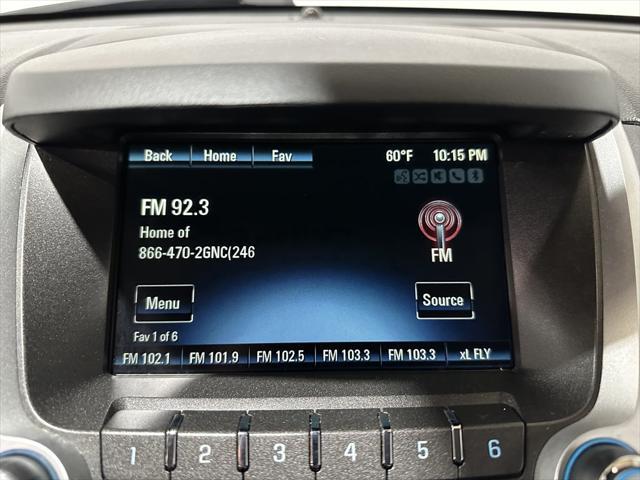 Back Home Fav 60°F 10:15 PM
FM 92.3
Home of
866-470-2GNC(246
FM
Menu Source
Fav 1 of 6
FM 102.1 FM 101.9 FM 102.5 FM 103.3 FM 103.3 xL FLY
1 2 3 4 5 6